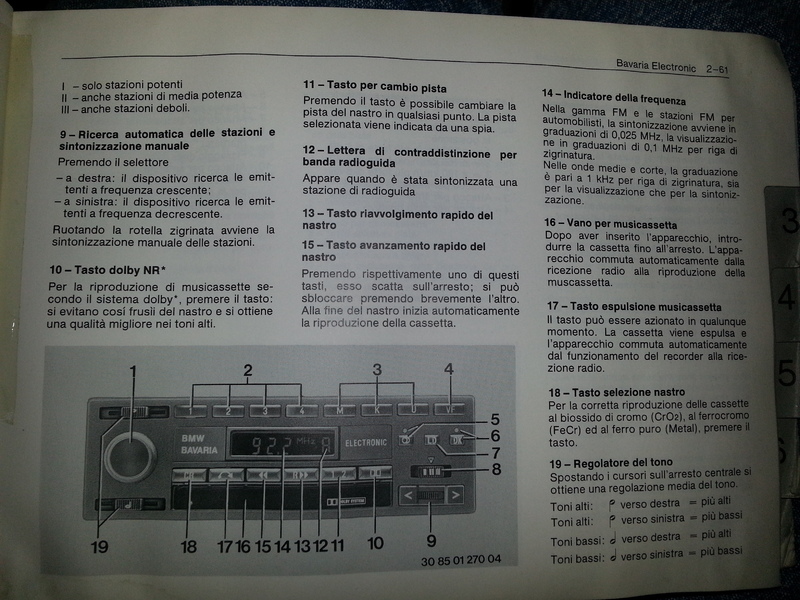 Bavaria Electronic 2–61
I – solo stazioni potenti
II – anche stazioni di media potenza
III – anche stazioni deboli.
9 – Ricerca automatica delle stazioni e
sintonizzazione manuale
Premendo il selettore
– a destra: il dispositivo ricerca le emit-
tenti a frequenza crescente;
– a sinistra: il dispositivo ricerca le emit-
tenti a frequenza decrescente.
Ruotando la rotella zigrinata avviene la
sintonizzazione manuale delle stazioni.
10 – Tasto dolby NR*
Per la riproduzione di musicassette se-
condo il sistema dolby*, premere il tasto:
si evitano cosí frusìi del nastro e si ottiene
una qualità migliore nei toni alti.
11 – Tasto per cambio pista
Premendo il tasto è possibile cambiare la
pista del nastro in qualsiasi punto. La pista
selezionata viene indicata da una spia.
12 – Lettera di contraddistinzione per
banda radioguida
Appare quando è stata sintonizzata una
stazione di radioguida
13 – Tasto riavvolgimento rapido del
nastro
15 – Tasto avanzamento rapido del
nastro
Premendo rispettivamente uno di questi
tasti, esso scatta sull'arresto; si può
sbloccare premendo brevemente l'altro.
Alla fine del nastro inizia automaticamente
la riproduzione della cassetta.
14 – Indicatore della frequenza
Nella gamma FM e le stazioni FM per
automobilisti, la sintonizzazione avviene in
graduazioni di 0,025 MHz, la visualizzazio-
ne in graduazioni di 0,1 MHz per riga di
zigrinatura.
Nelle onde medie e corte, la graduazione
è pari a 1 kHz per riga di zigrinatura, sia
per la visualizzazione che per la sintoniz-
zazione.
16 – Vano per musicassetta
Dopo aver inserito l'apparecchio, intro-
durre la cassetta fino all'arresto. L'appa-
recchio commuta automaticamente dalla
ricezione radio alla riproduzione della
muscassetta.
17 – Tasto espulsione musicassetta
Il tasto può essere azionato in qualunque
momento. La cassetta viene espulsa e
l'apparecchio commuta automaticamente
dal funzionamento del recorder alla rice-
zione radio.
18 – Tasto selezione nastro
Per la corretta riproduzione delle cassette
al biossido di cromo (CrO2), al ferrocromo
(FeCr) ed al ferro puro (Metal), premere il
tasto.
19 – Regolatore del tono
Spostando i cursori sull'arresto centrale si
ottiene una regolazione media del tono.
Toni alti: verso destra = più alti
Toni alti: verso sinistra = più bassi
Toni bassi: verso destra = più alti
Toni bassi: verso sinistra = più bassi
1 2 3 4
1 2 3 4 M K U VF
5
6
7
8
BMW
BAVARIA
92.2 MHz
ELECTRONIC
DOLBY SYSTEM
< >
19 18 17 16 15 14 13 12 11 10 9
30 85 01 270 04
3
4
5
6